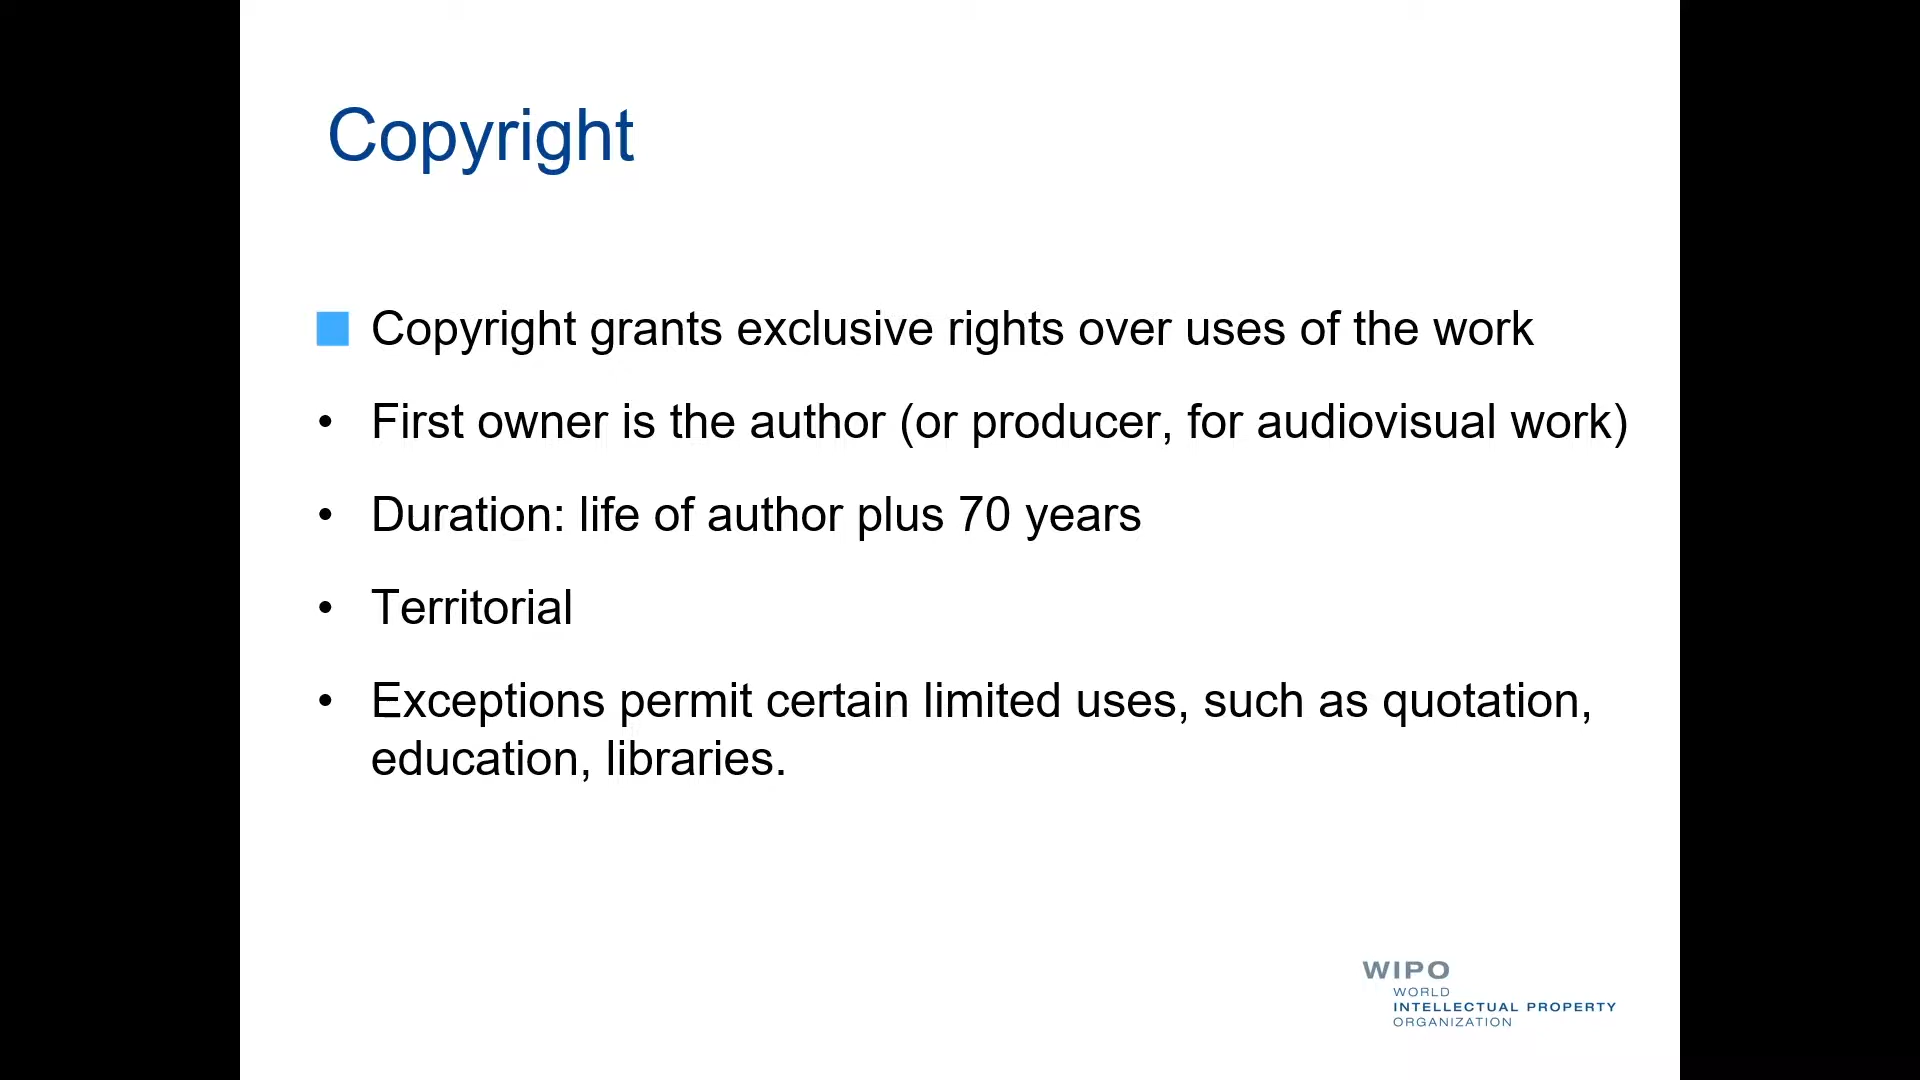 Copyright
Copyright grants exclusive rights over uses of the work
• First owner is the author (or producer, for audiovisual work)
• Duration: life of author plus 70 years
• Territorial
• Exceptions permit certain limited uses, such as quotation,
education, libraries.
WIPO
WORLD
INTELLECTUAL PROPERTY
ORGANIZATION